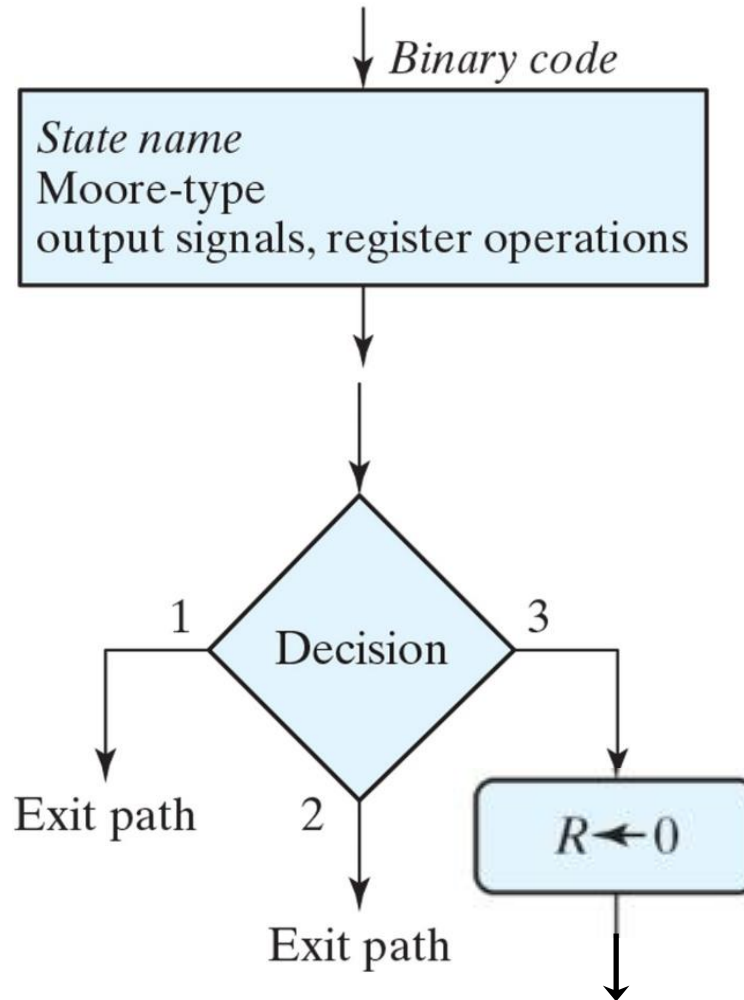 Binary code
State name
Moore-type
output signals, register operations
1
Decision
3
Exit path
2
R←0
Exit path